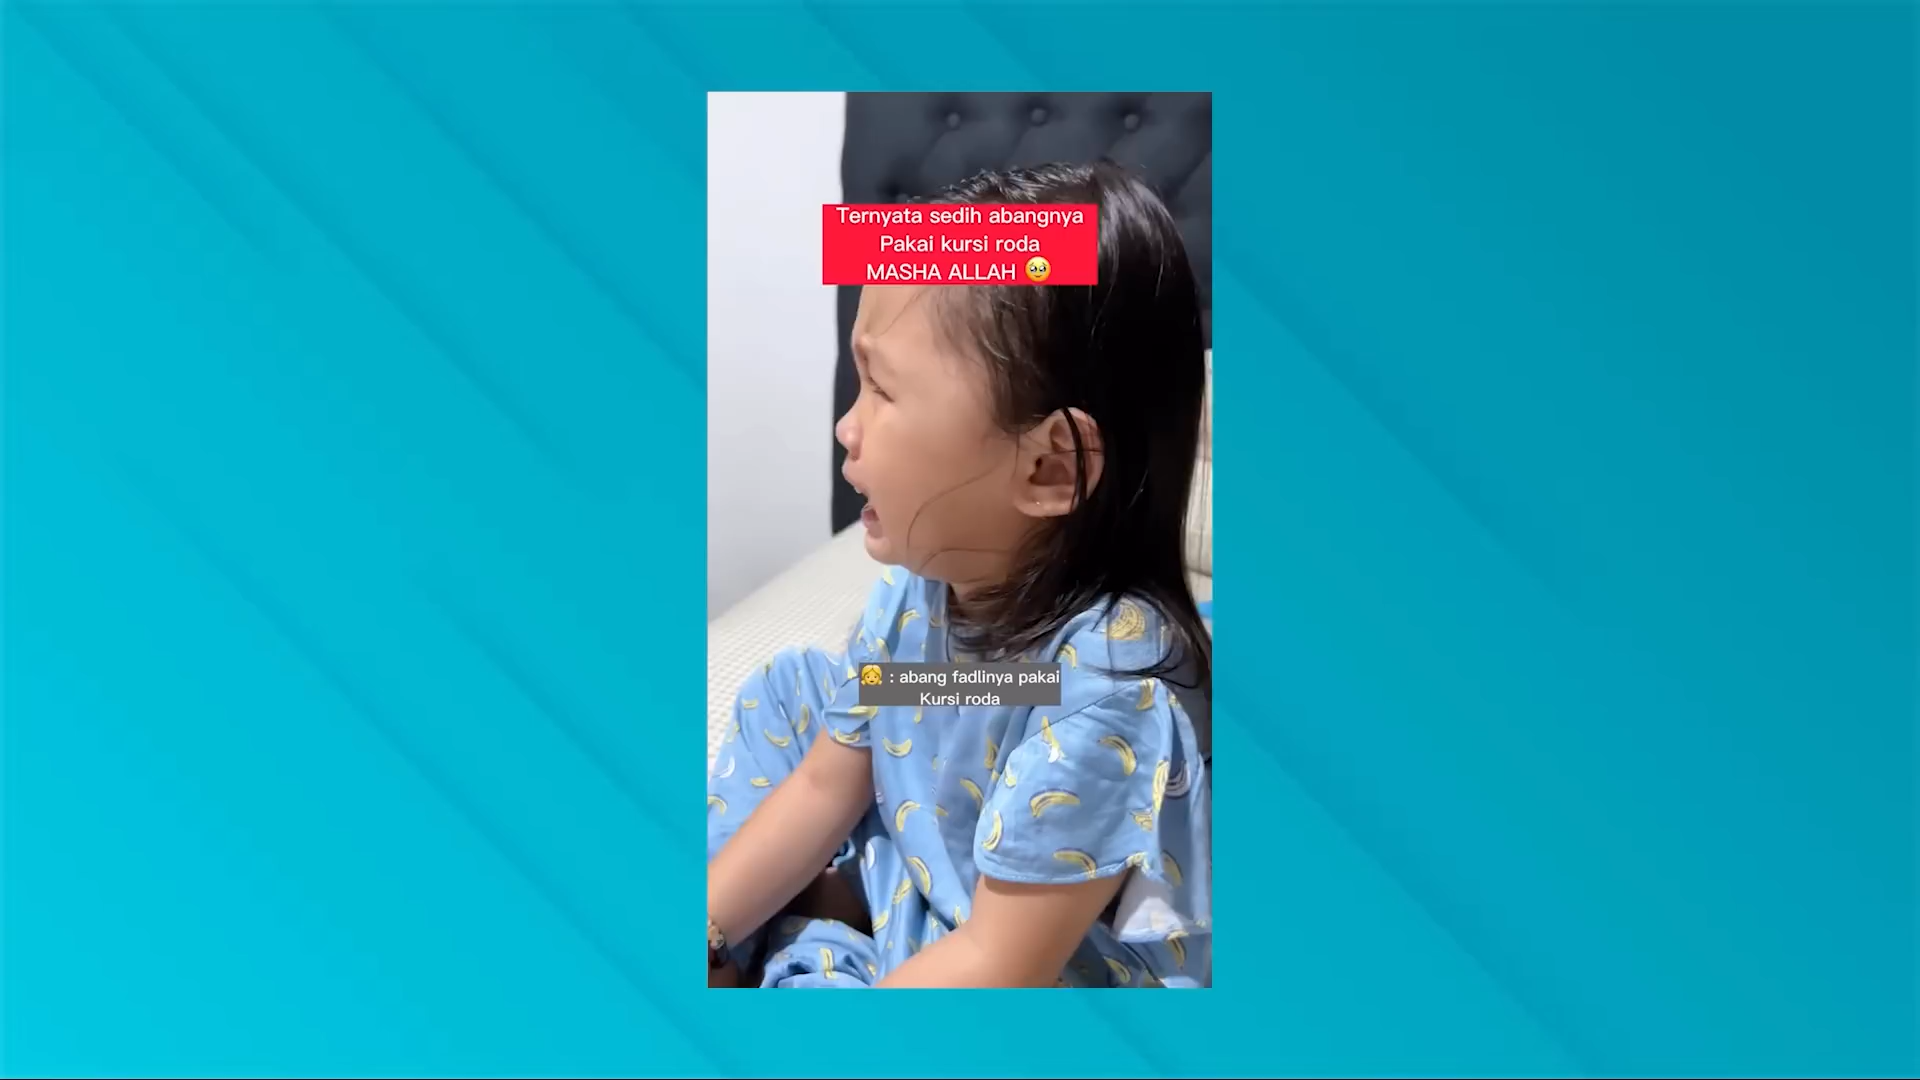 Ternyata sedih abangnya
Pakai kursi roda
MASHA ALLAH 🥹
👧 : abang fadlinya pakai
Kursi roda